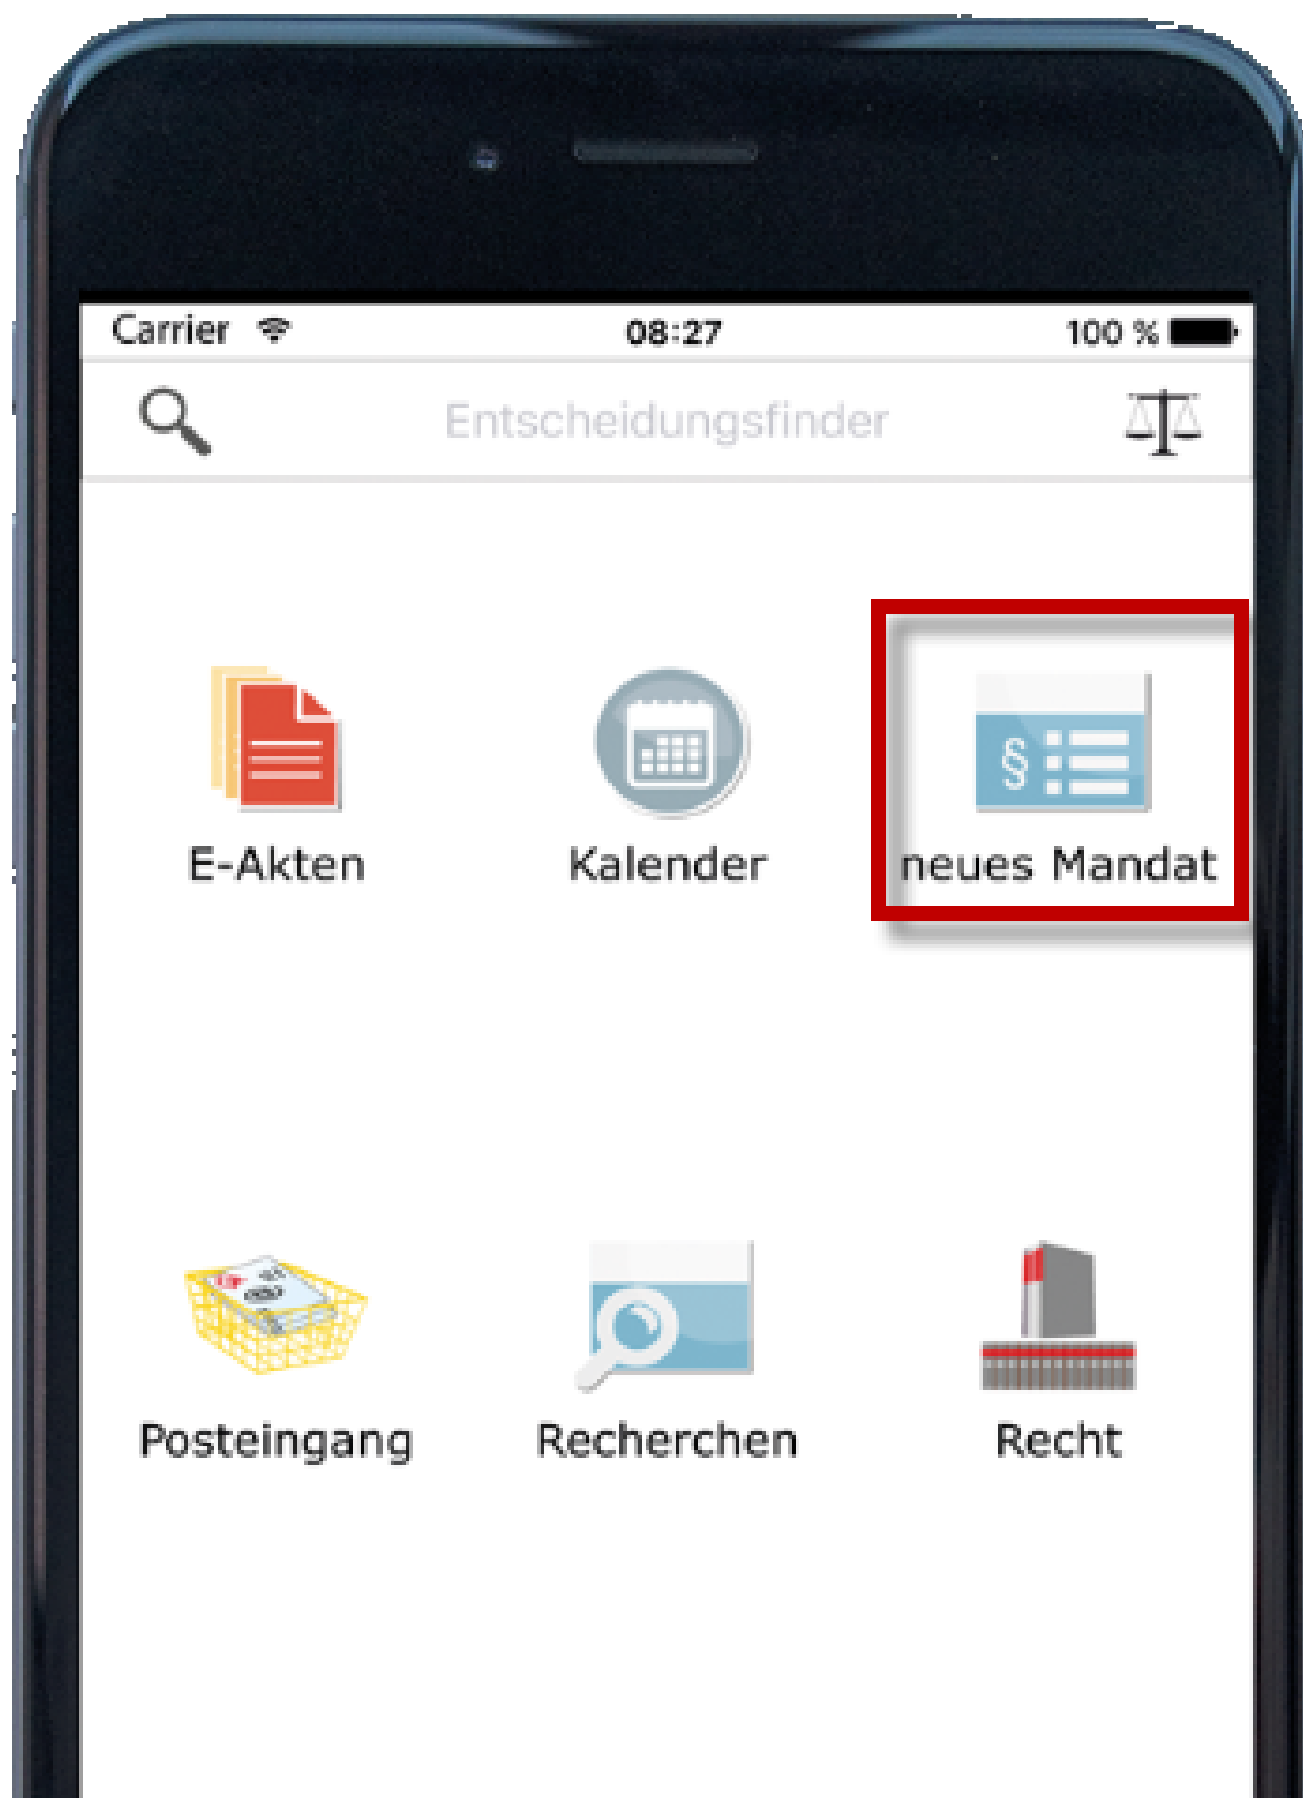 Carrier 08:27 100 %
Entscheidungsfinder
E-Akten Kalender neues Mandat
§
Posteingang Recherchen Recht